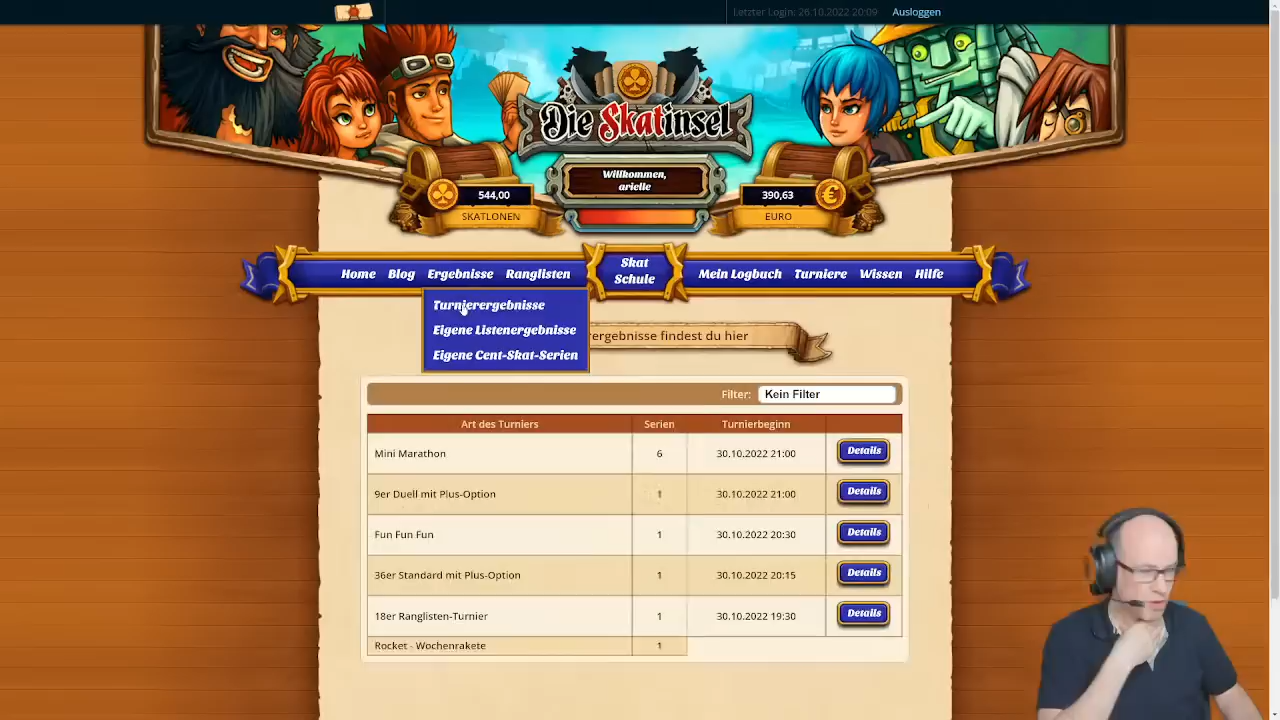 Letzter Login: 26.10.2022 20:09 Ausloggen
Die Skatinsel
Willkommen,
arielle
544,00
SKATLONEN
390,63
EURO
Home Blog Ergebnisse Ranglisten
Skat
Schule
Mein Logbuch Turniere Wissen Hilfe
Turnierergebnisse
Eigene Listenergebnisse
Eigene Cent-Skat-Serien
ergebnisse findest du hier
Filter: Kein Filter
Art des Turniers Serien Turnierbeginn
Mini Marathon 6 30.10.2022 21:00 Details
9er Duell mit Plus-Option 1 30.10.2022 21:00 Details
Fun Fun Fun 1 30.10.2022 20:30 Details
36er Standard mit Plus-Option 1 30.10.2022 20:15 Details
18er Ranglisten-Turnier 1 30.10.2022 19:30 Details
Rocket - Wochenrakete 1